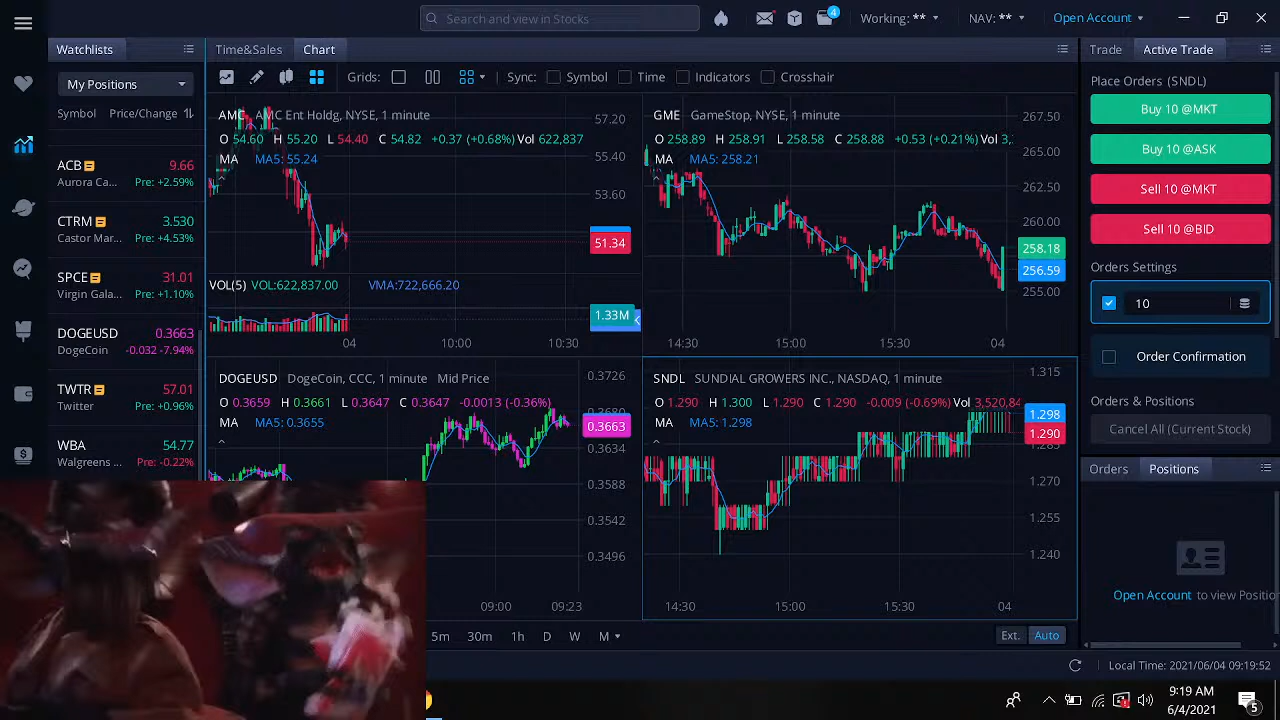 Search and view in Stocks
4
Working: **
NAV: **
Open Account
Watchlists
My Positions
Symbol Price/Change
ACB 9.66
Aurora Ca... Pre: +2.59%
CTRM 3.530
Castor Mar... Pre: +4.53%
SPCE 31.01
Virgin Gala... Pre: +1.10%
DOGEUSD 0.3663
DogeCoin -0.032 -7.94%
TWTR 57.01
Twitter Pre: +0.96%
WBA 54.77
Walgreens ... Pre: -0.22%
Time&Sales Chart
Grids: Sync: Symbol Time Indicators Crosshair
AMC AMC Ent Holdg, NYSE, 1 minute
O 54.60 H 55.20 L 54.40 C 54.82 +0.37 (+0.68%) Vol 622,837
MA MA5: 55.24
57.20
55.40
53.60
51.34
VOL(5) VOL:622,837.00 VMA:722,666.20
1.33M
04 10:00 10:30
GME GameStop, NYSE, 1 minute
O 258.89 H 258.91 L 258.58 C 258.88 +0.53 (+0.21%) Vol 3,
MA MA5: 258.21
267.50
265.00
262.50
260.00
258.18
256.59
255.00
14:30 15:00 15:30 04
DOGEUSD DogeCoin, CCC, 1 minute Mid Price
O 0.3659 H 0.3661 L 0.3647 C 0.3647 -0.0013 (-0.36%)
MA MA5: 0.3655
0.3726
0.3680
0.3663
0.3634
0.3588
0.3542
0.3496
09:00 09:23
SNDL SUNDIAL GROWERS INC., NASDAQ, 1 minute
O 1.290 H 1.300 L 1.290 C 1.290 -0.009 (-0.69%) Vol 3,520,84
MA MA5: 1.298
1.315
1.298
1.290
1.285
1.270
1.255
1.240
14:30 15:00 15:30 04
5m 30m 1h D W M
Ext. Auto
Trade Active Trade
Place Orders (SNDL)
Buy 10 @MKT
Buy 10 @ASK
Sell 10 @MKT
Sell 10 @BID
Orders Settings
10
Order Confirmation
Orders & Positions
Cancel All (Current Stock)
Orders Positions
Open Account to view Positio
Local Time: 2021/06/04 09:19:52
9:19 AM
6/4/2021
5